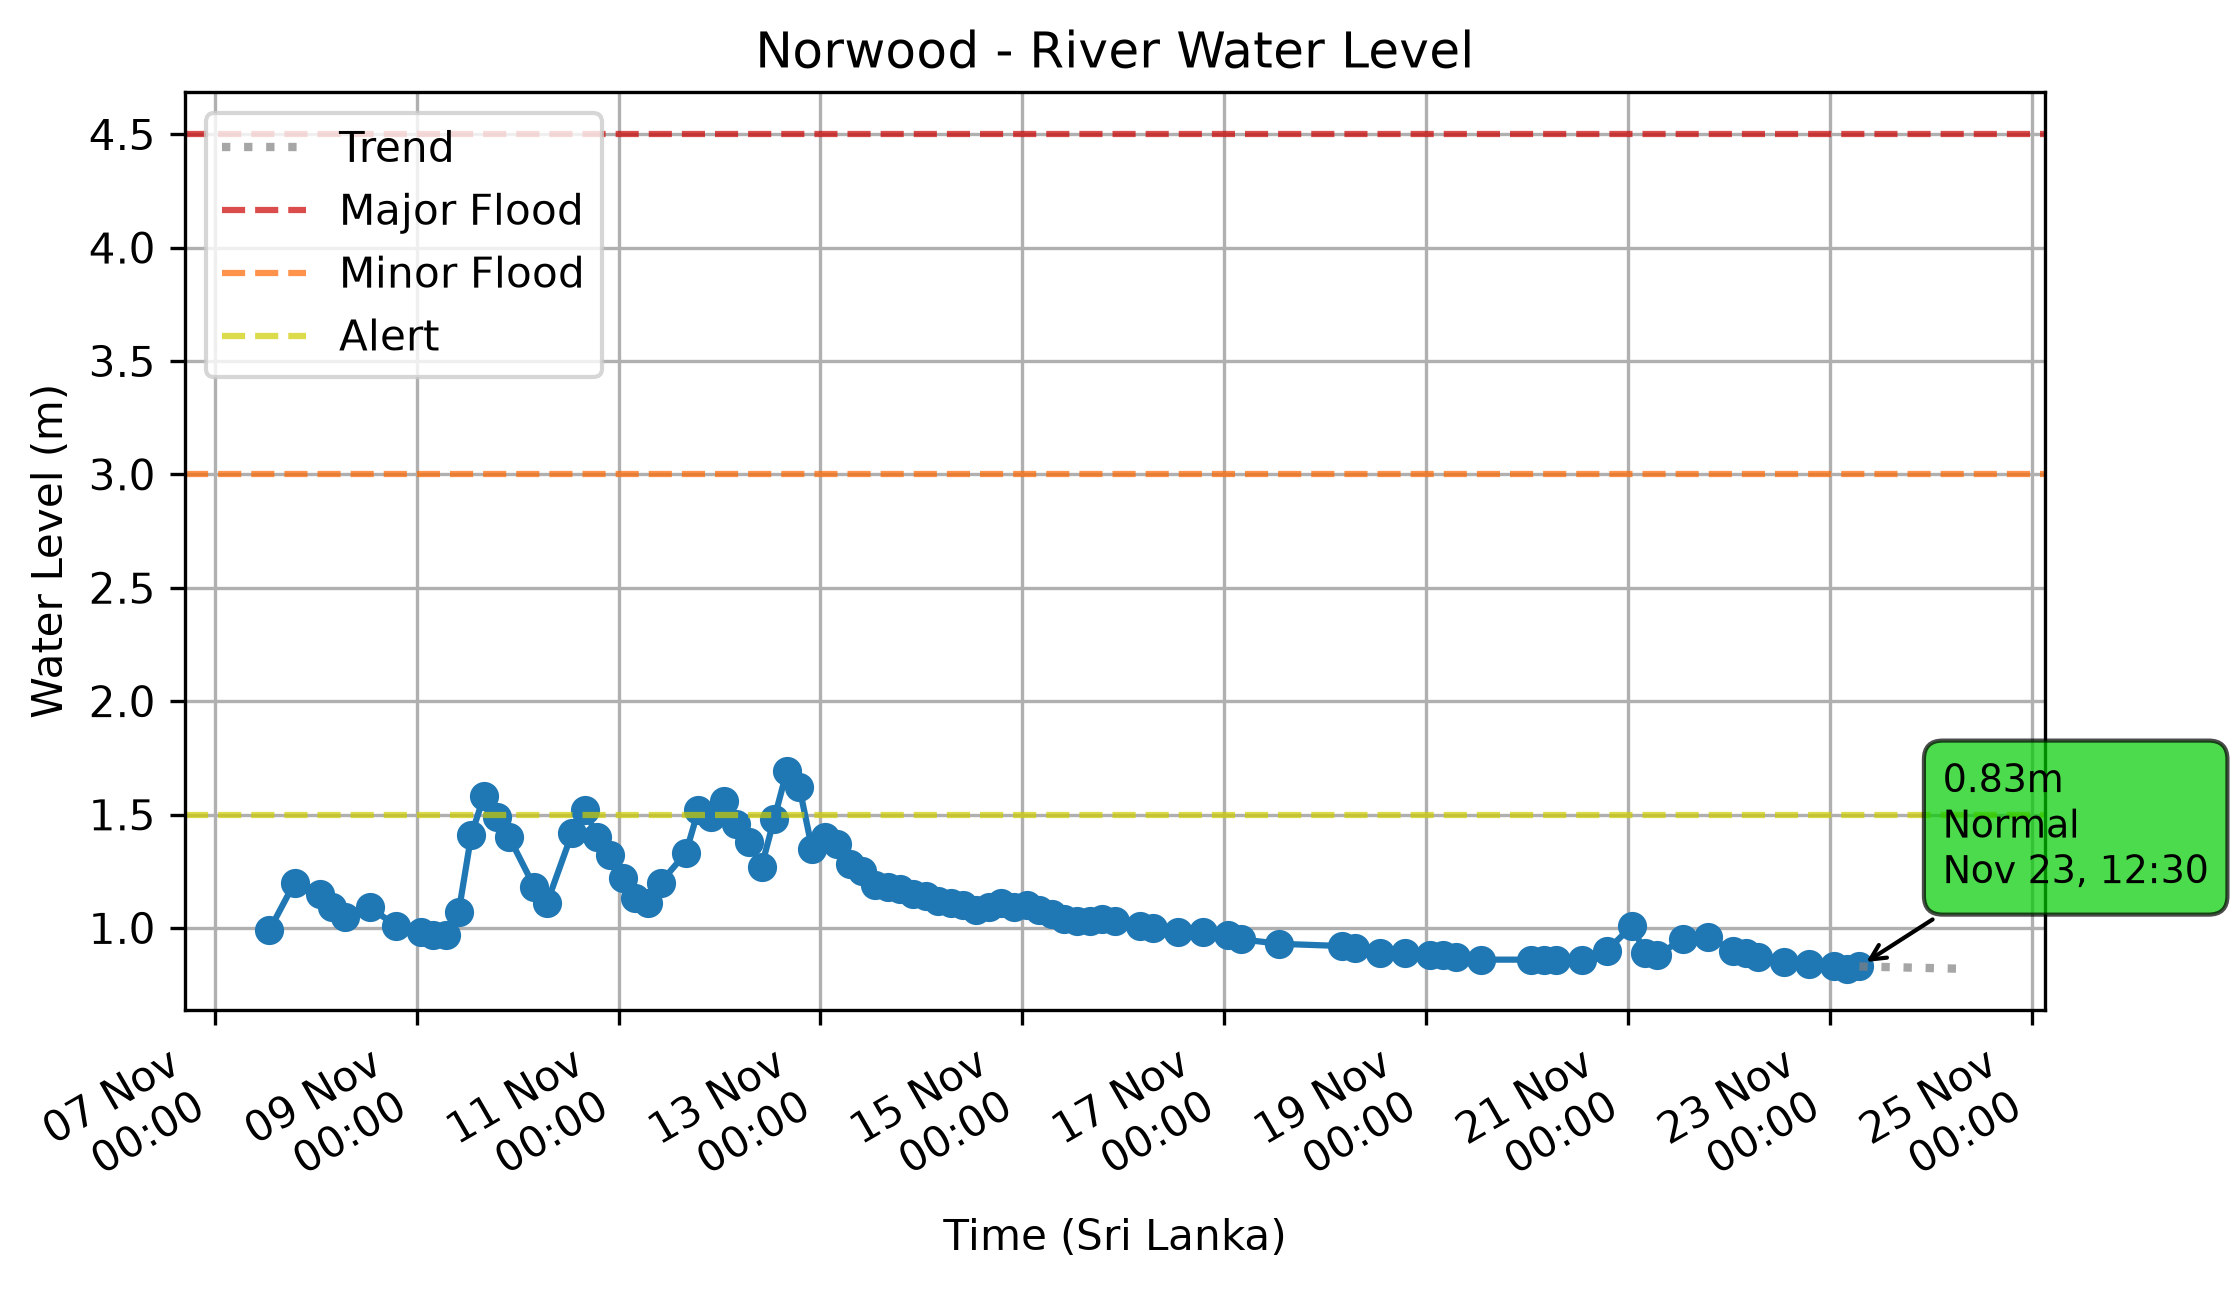 Norwood - River Water Level
Trend
Major Flood
Minor Flood
Alert
Water Level (m)
4.5
4.0
3.5
3.0
2.5
2.0
1.5
1.0
0.83m
Normal
Nov 23, 12:30
07 Nov
00:00
09 Nov
00:00
11 Nov
00:00
13 Nov
00:00
15 Nov
00:00
17 Nov
00:00
19 Nov
00:00
21 Nov
00:00
23 Nov
00:00
25 Nov
00:00
Time (Sri Lanka)